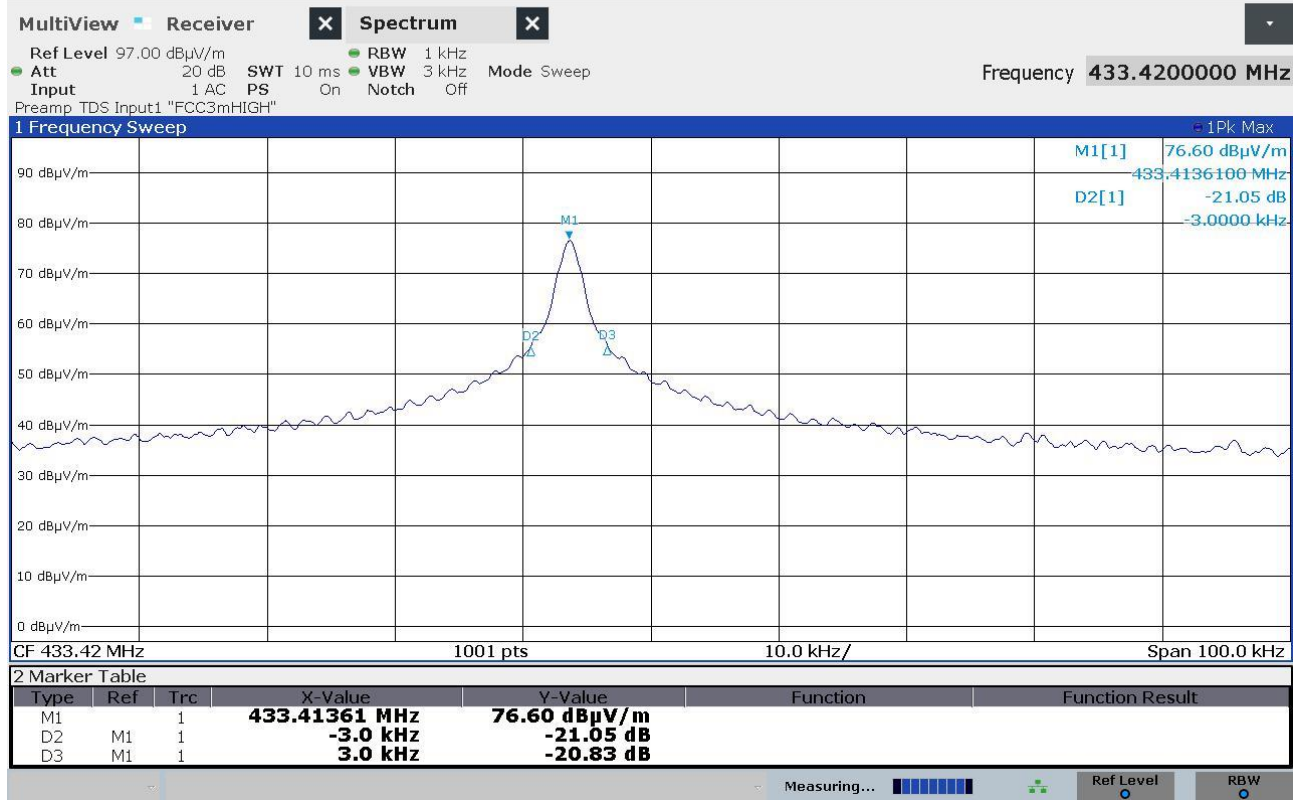 MultiView Receiver X Spectrum X
Ref Level 97.00 dBµV/m RBW 1 kHz
Att 20 dB SWT 10 ms VBW 3 kHz Mode Sweep Frequency 433.4200000 MHz
Input 1 AC PS On Notch Off
Preamp TDS Input1 "FCC3mHIGH"
1 Frequency Sweep 1Pk Max
M1[1] 76.60 dBµV/m
433.4136100 MHz
D2[1] -21.05 dB
-3.0000 kHz
90 dBµV/m
80 dBµV/m
M1
70 dBµV/m
60 dBµV/m
D2 D3
50 dBµV/m
40 dBµV/m
30 dBµV/m
20 dBµV/m
10 dBµV/m
0 dBµV/m
CF 433.42 MHz 1001 pts 10.0 kHz/ Span 100.0 kHz
2 Marker Table
Type Ref Trc X-Value Y-Value Function Function Result
M1 1 433.41361 MHz 76.60 dBµV/m
D2 M1 1 -3.0 kHz -21.05 dB
D3 M1 1 3.0 kHz -20.83 dB
Measuring... Ref Level RBW